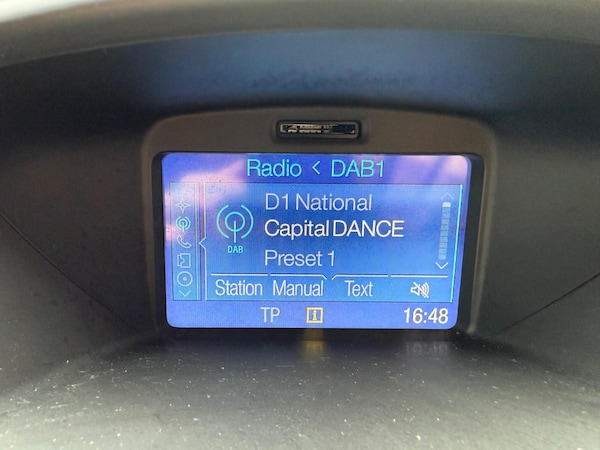 Radio < DAB1
D1 National
Capital DANCE
DAB
Preset 1
Station Manual Text
TP i 16:48